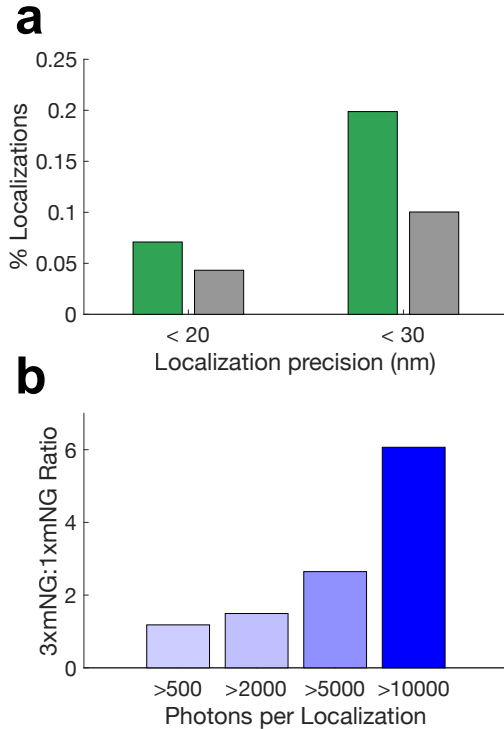 a
0.25
0.2
0.15
0.1
0.05
0
% Localizations
< 20
< 30
Localization precision (nm)
b
6
4
2
0
3xmNG:1xmNG Ratio
>500
>2000
>5000
>10000
Photons per Localization